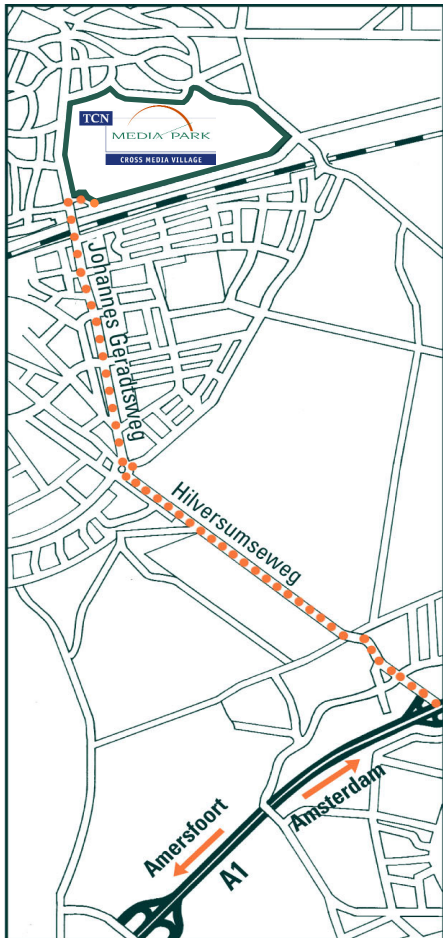 TCN
MEDIA PARK
CROSS MEDIA VILLAGE
Johannes Geradtsweg
Hilversumseweg
Amersfoort
Amsterdam
A1